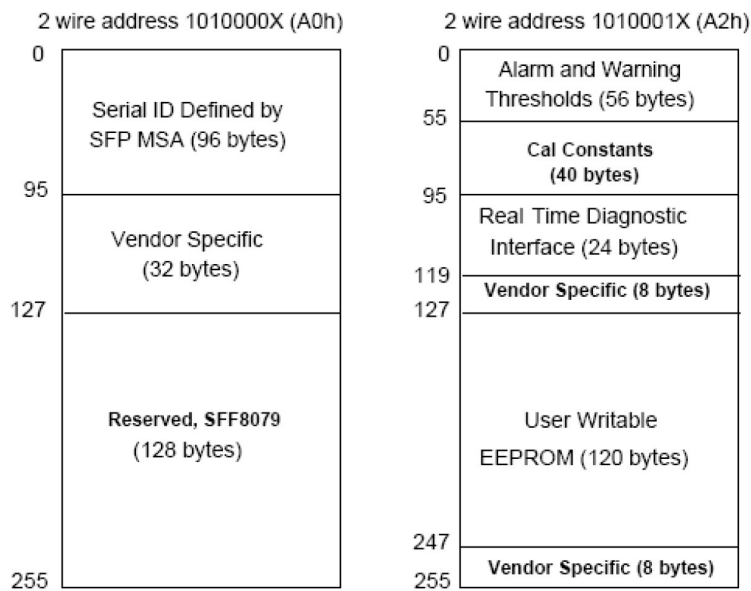 2 wire address 1010000X (A0h)
0
Serial ID Defined by
SFP MSA (96 bytes)
95
Vendor Specific
(32 bytes)
127
Reserved, SFF8079
(128 bytes)
255
2 wire address 1010001X (A2h)
0
Alarm and Warning
Thresholds (56 bytes)
55
Cal Constants
(40 bytes)
95
Real Time Diagnostic
Interface (24 bytes)
119
Vendor Specific (8 bytes)
127
User Writable
EEPROM (120 bytes)
247
Vendor Specific (8 bytes)
255